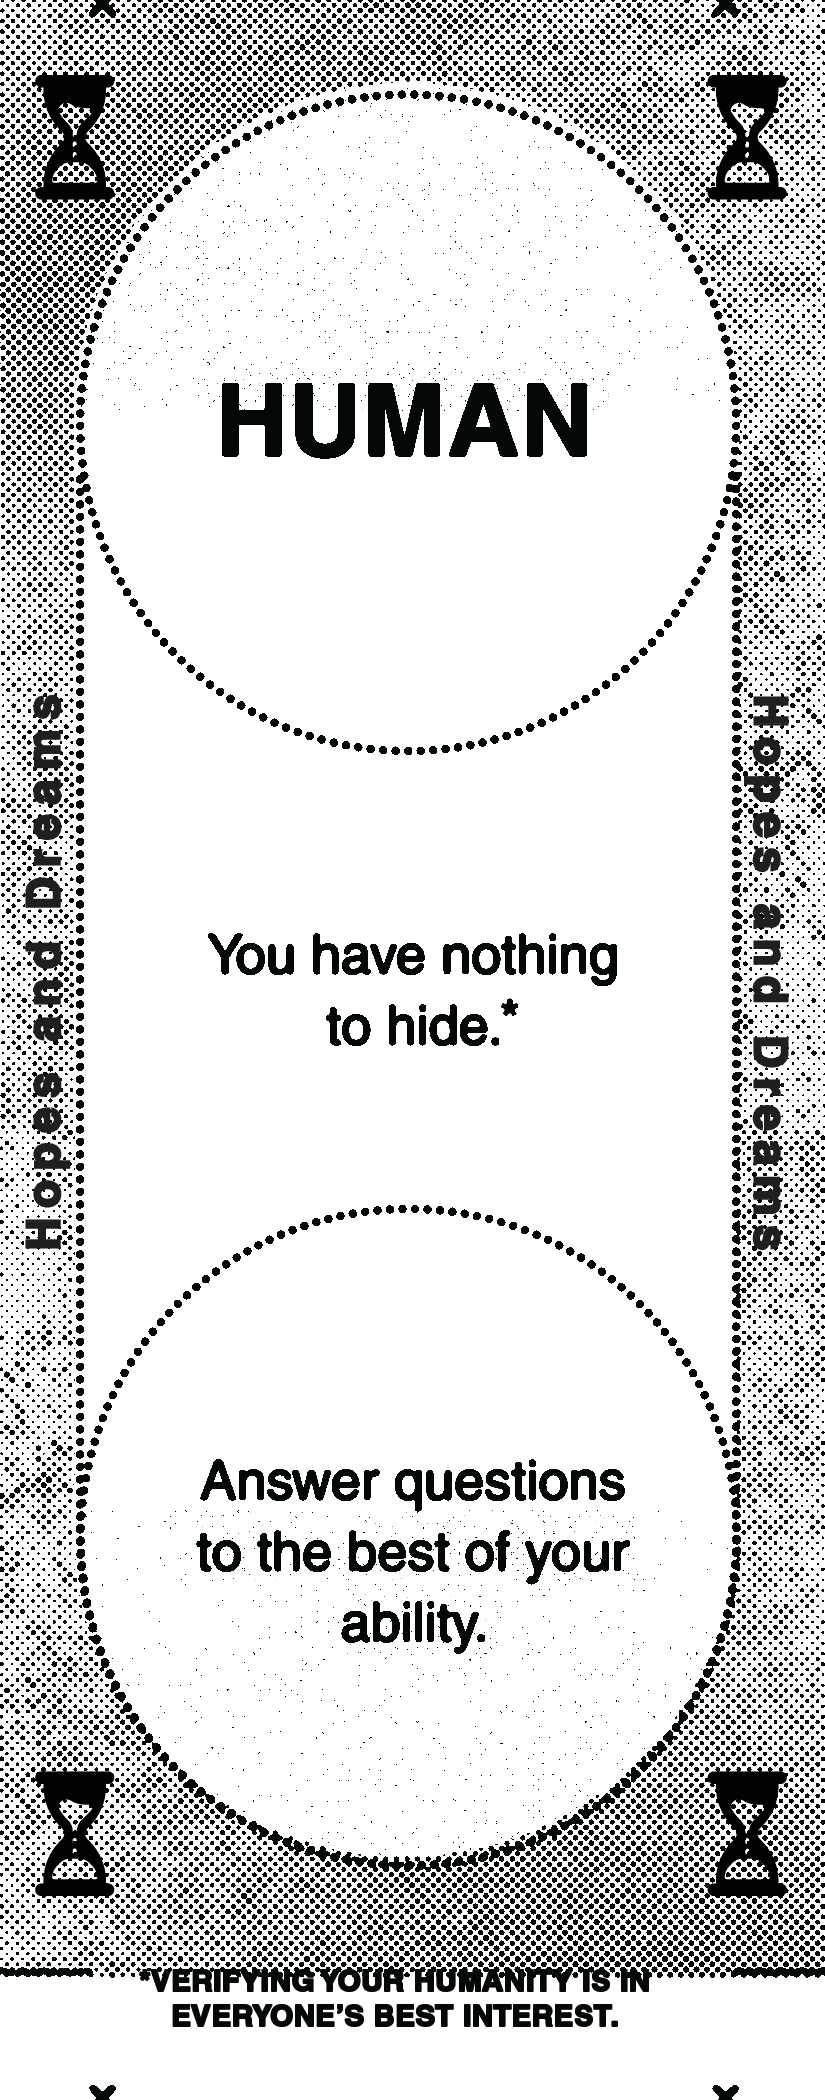 HUMAN
Hopes and Dreams
Hopes and Dreams
You have nothing
to hide.*
Answer questions
to the best of your
ability.
*VERIFYING YOUR HUMANITY IS IN
EVERYONE’S BEST INTEREST.